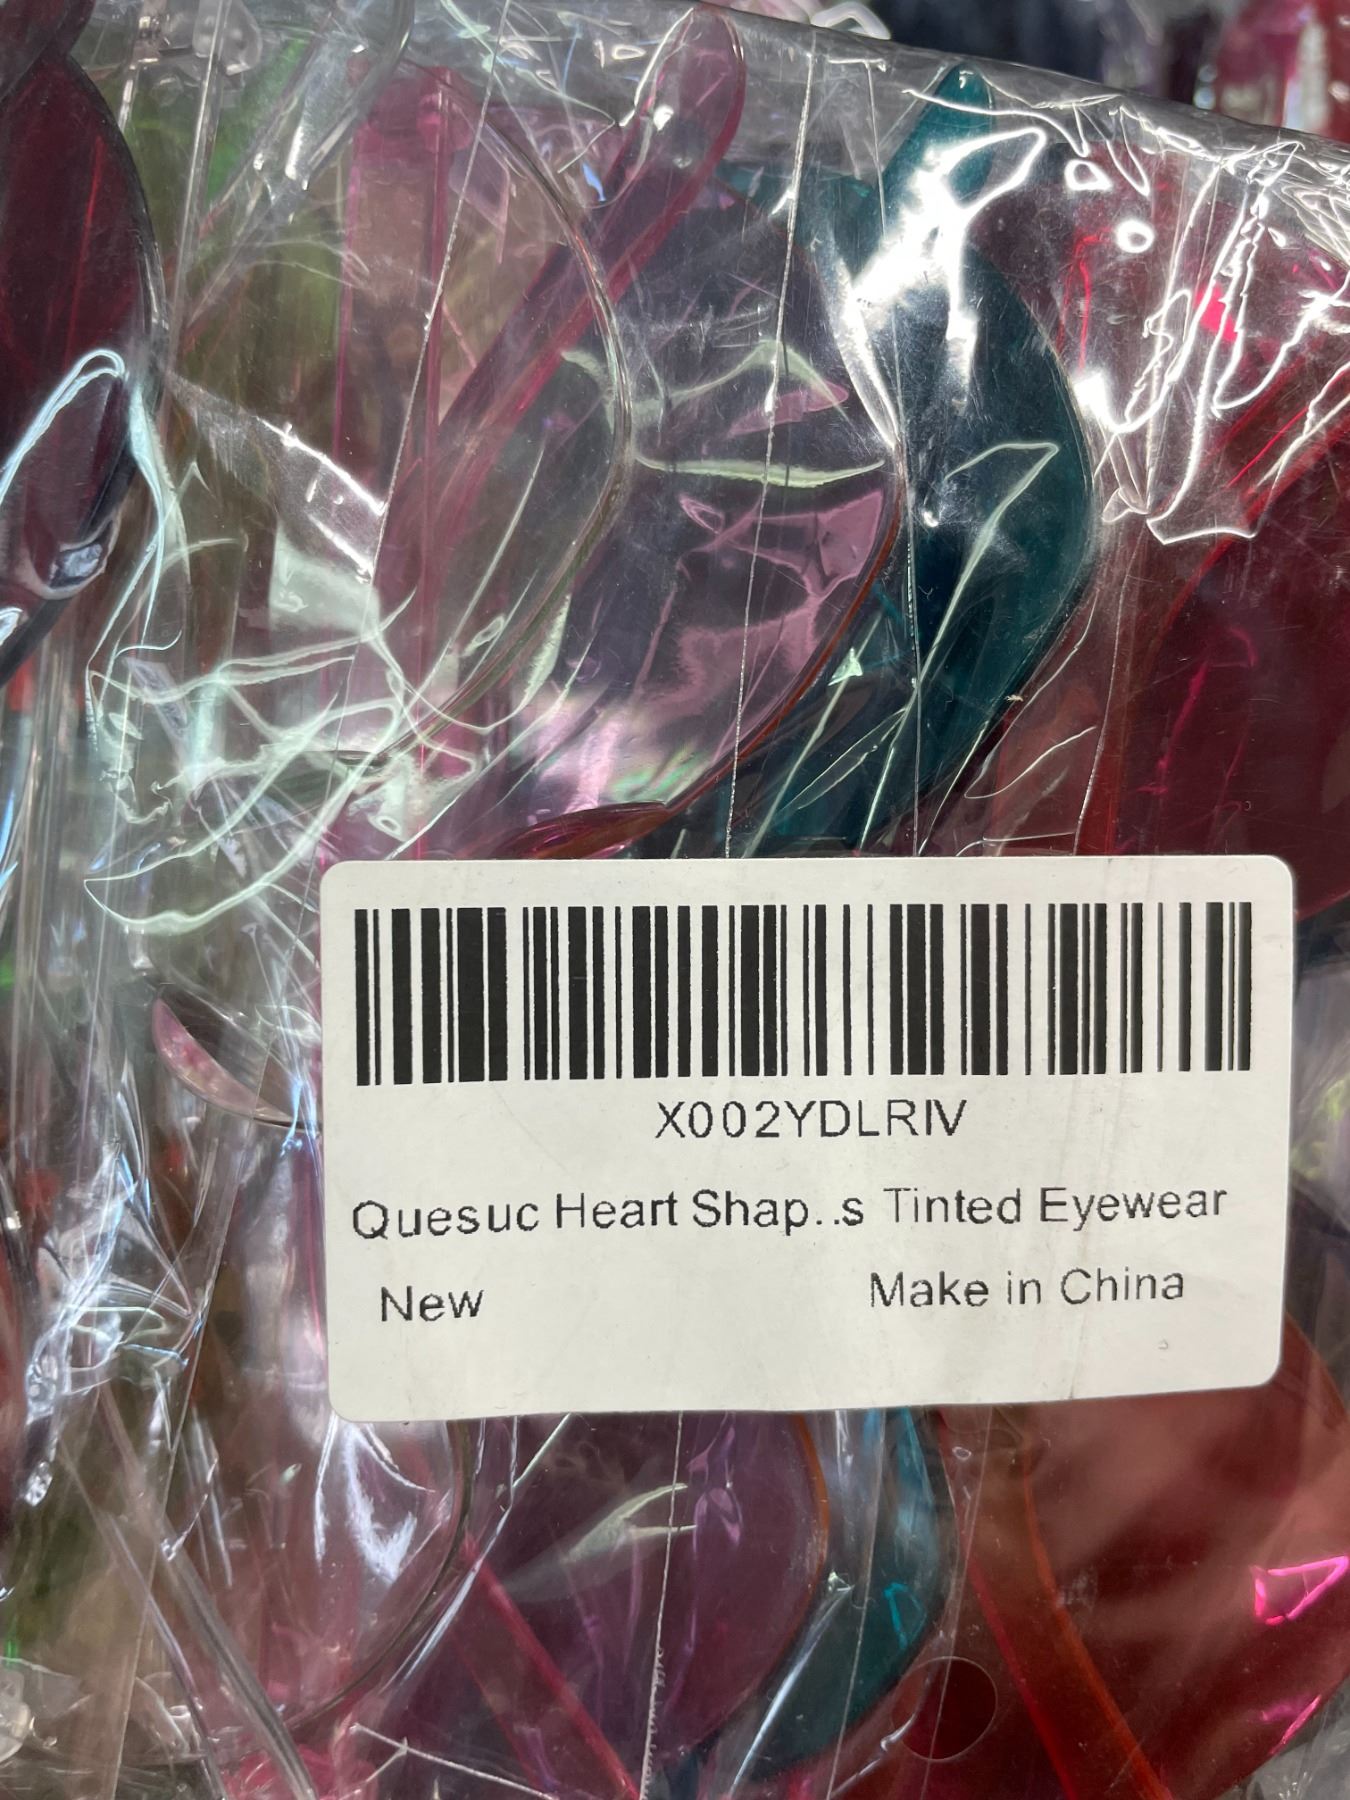 X002YDLRIV
Quesuc Heart Shap..s Tinted Eyewear
New Make in China